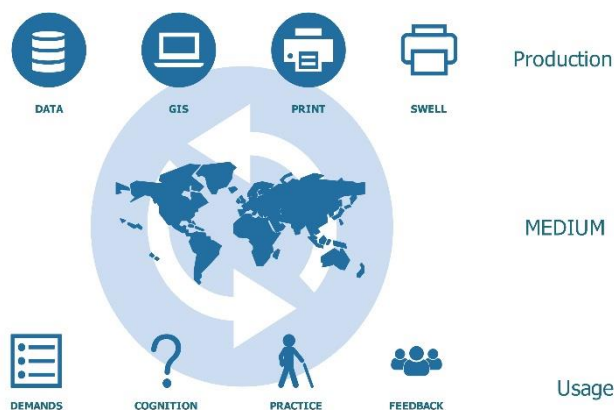 Production
DATA
GIS
PRINT
SWELL
MEDIUM
DEMANDS
COGNITION
PRACTICE
FEEDBACK
Usage